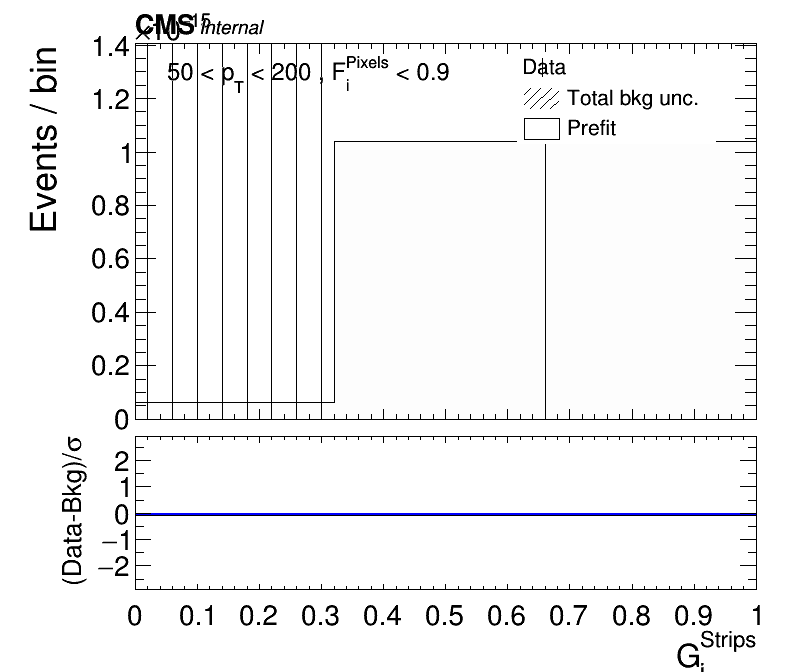 CMS Internal
×10^15
50 < p_T < 200 , F_i^Pixels < 0.9
Data
Total bkg unc.
Prefit
Events / bin
1.4
1.2
1
0.8
0.6
0.4
0.2
0
(Data-Bkg)/σ
2
1
0
−1
−2
0 0.1 0.2 0.3 0.4 0.5 0.6 0.7 0.8 0.9 1
G_i^Strips